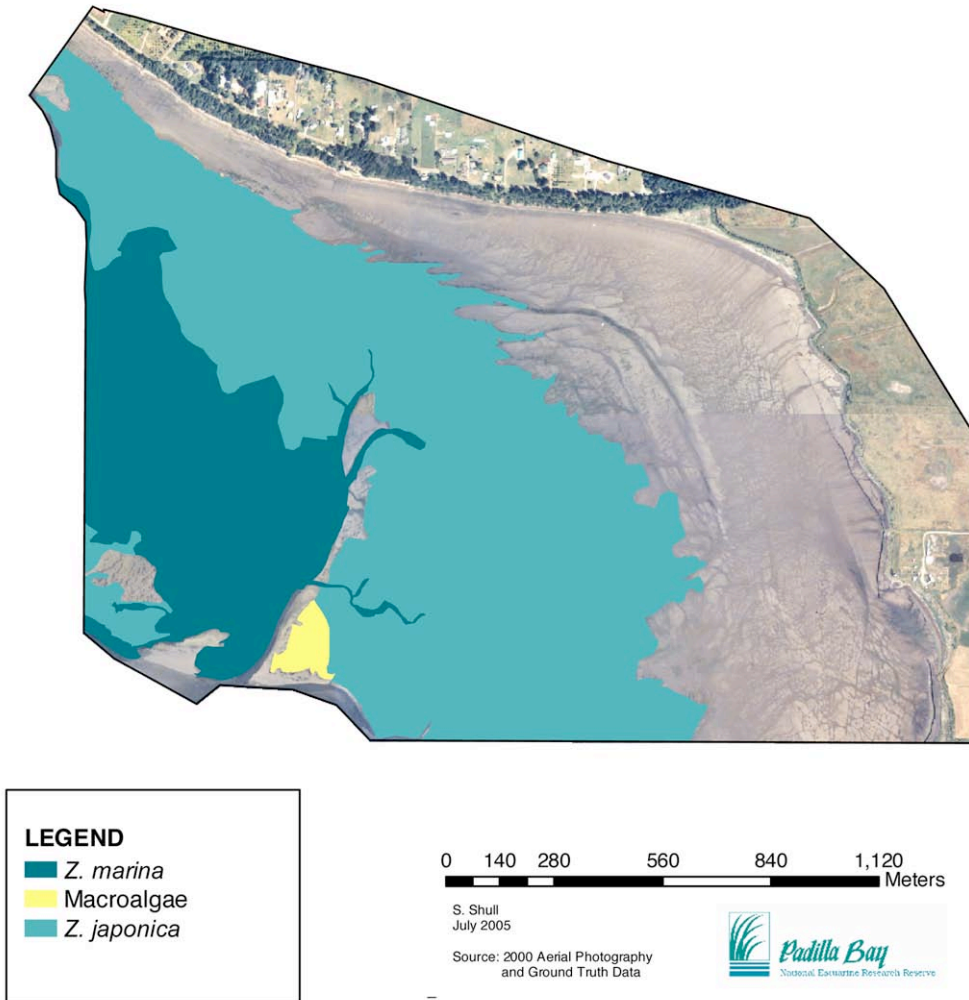 LEGEND
Z. marina
Macroalgae
Z. japonica
0 140 280 560 840 1,120
Meters
S. Shull
July 2005
Source: 2000 Aerial Photography
and Ground Truth Data
Padilla Bay
National Estuarine Research Reserve